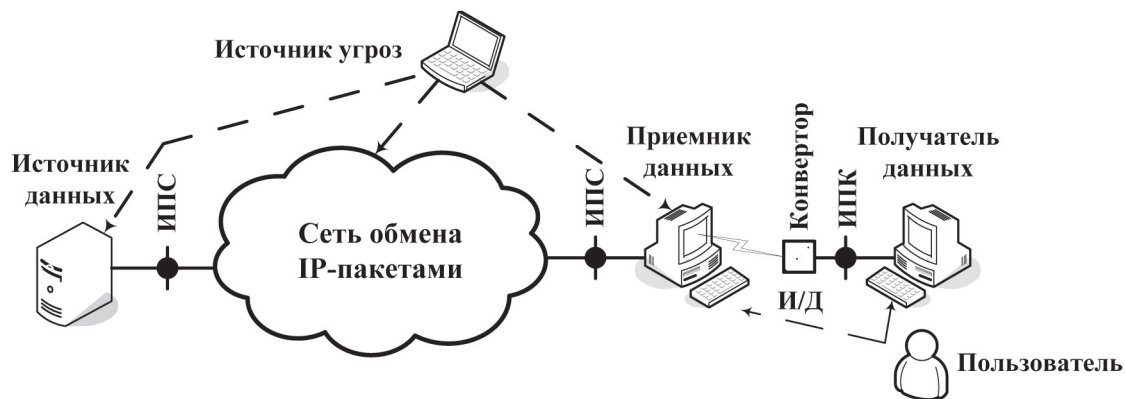 Источник угроз
Источник
данных
ИПС
Сеть обмена
IP-пакетами
ИПС
Приемник
данных
Конвертор
ИПК
Получатель
данных
И/Д
Пользователь